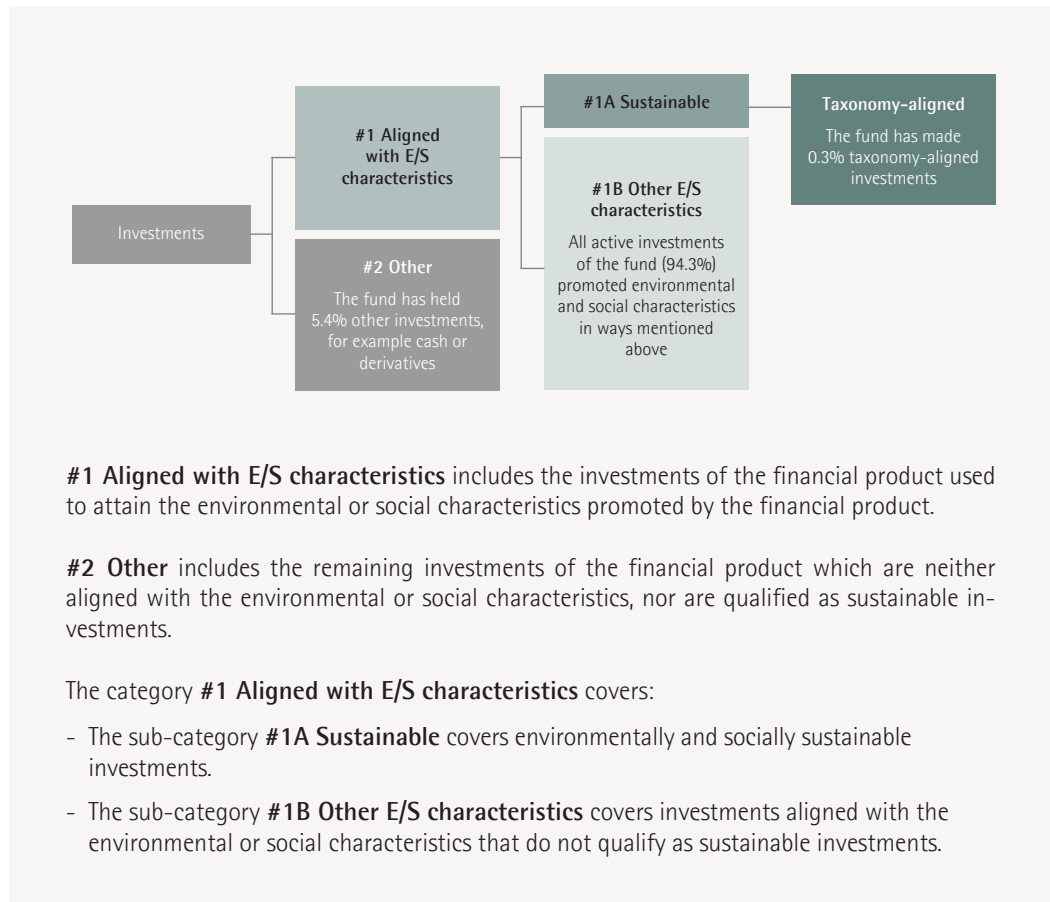 Investments
#1 Aligned
with E/S
characteristics
#2 Other
The fund has held
5.4% other investments,
for example cash or
derivatives
#1A Sustainable
#1B Other E/S
characteristics
All active investments
of the fund (94.3%)
promoted environmental
and social characteristics
in ways mentioned
above
Taxonomy-aligned
The fund has made
0.3% taxonomy-aligned
investments
#1 Aligned with E/S characteristics includes the investments of the financial product used
to attain the environmental or social characteristics promoted by the financial product.
#2 Other includes the remaining investments of the financial product which are neither
aligned with the environmental or social characteristics, nor are qualified as sustainable in-
vestments.
The category #1 Aligned with E/S characteristics covers:
- The sub-category #1A Sustainable covers environmentally and socially sustainable
investments.
- The sub-category #1B Other E/S characteristics covers investments aligned with the
environmental or social characteristics that do not qualify as sustainable investments.